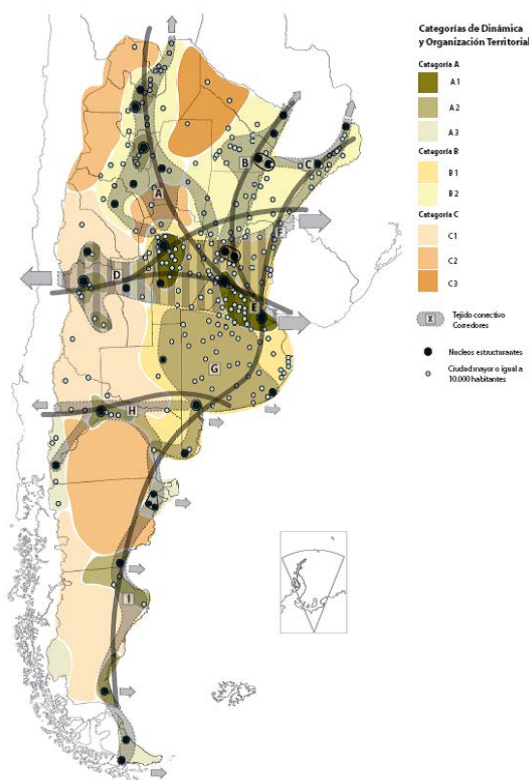 Categorías de Dinámica
y Organización Territorial
Categoría A
A 1
A 2
A 3
Categoría B
B 1
B 2
Categoría C
C1
C2
C3
X
Tejido conectivo
Corredores
Nucleos estructurantes
Ciudad mayor o igual a
10.000 habitantes
A
B
C
F
D
E
G
H
I